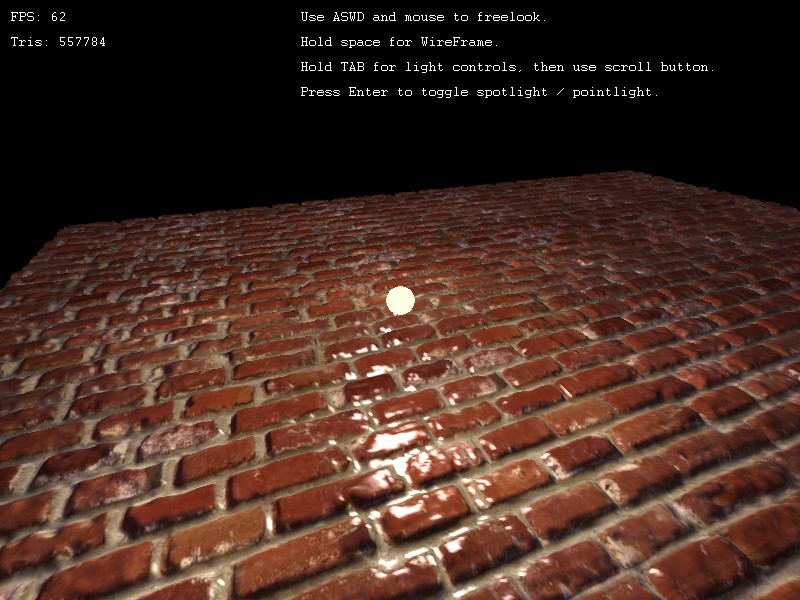 FPS: 62
Tris: 557784
Use ASWD and mouse to freelook.
Hold space for WireFrame.
Hold TAB for light controls, then use scroll button.
Press Enter to toggle spotlight / pointlight.